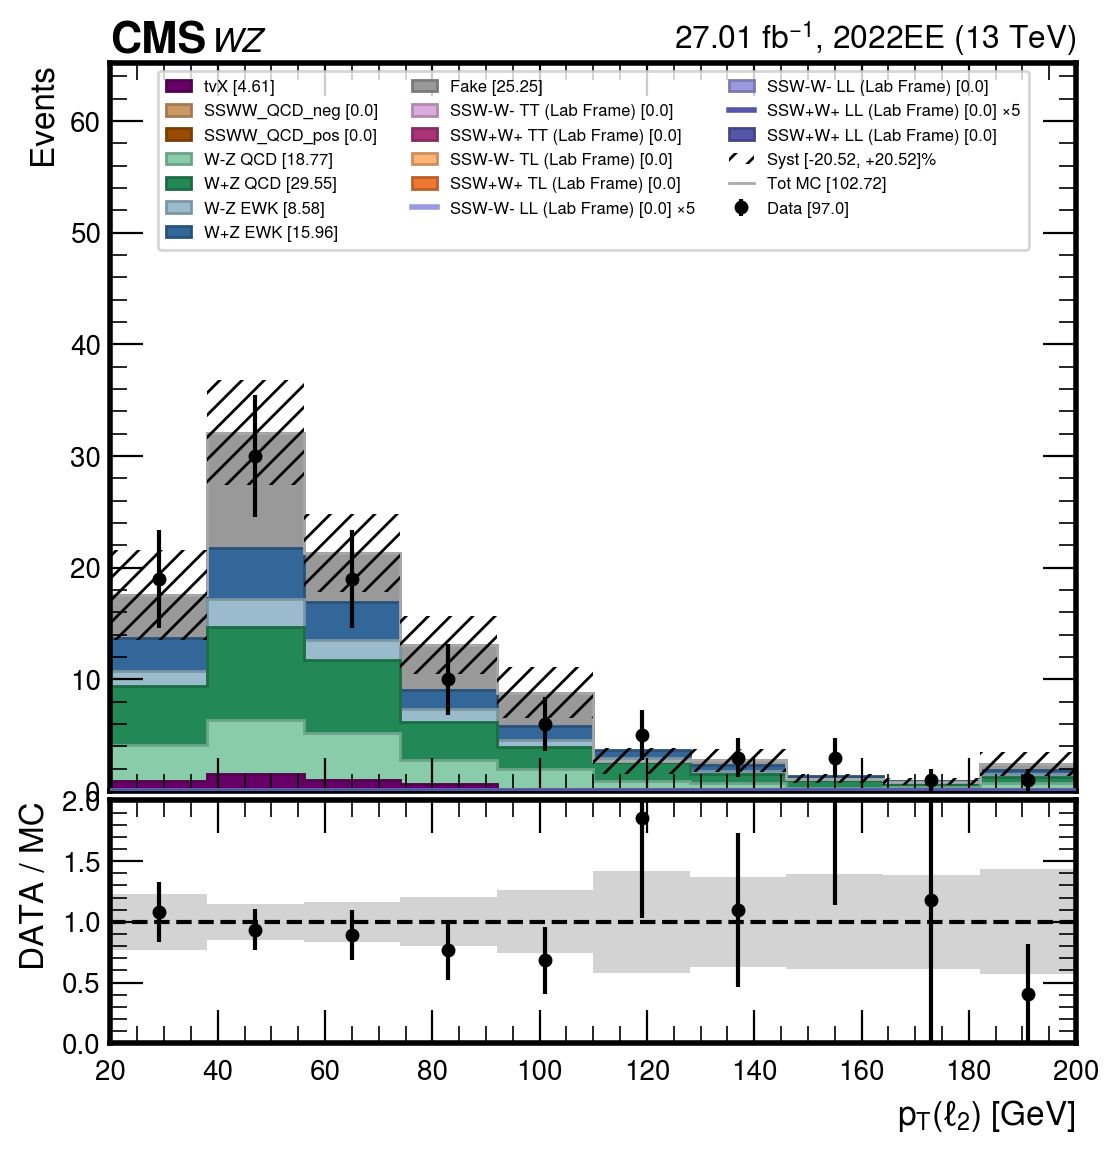 CMS WZ
27.01 fb⁻¹, 2022EE (13 TeV)
Events
tvX [4.61]
SSWW_QCD_neg [0.0]
SSWW_QCD_pos [0.0]
W-Z QCD [18.77]
W+Z QCD [29.55]
W-Z EWK [8.58]
W+Z EWK [15.96]
Fake [25.25]
SSW-W- TT (Lab Frame) [0.0]
SSW+W+ TT (Lab Frame) [0.0]
SSW-W- TL (Lab Frame) [0.0]
SSW+W+ TL (Lab Frame) [0.0]
SSW-W- LL (Lab Frame) [0.0] ×5
SSW-W- LL (Lab Frame) [0.0]
SSW+W+ LL (Lab Frame) [0.0] ×5
SSW+W+ LL (Lab Frame) [0.0]
Syst [-20.52, +20.52]%
Tot MC [102.72]
Data [97.0]
60
50
40
30
20
10
0
DATA / MC
2.0
1.5
1.0
0.5
0.0
20 40 60 80 100 120 140 160 180 200
p_T(ℓ₂) [GeV]